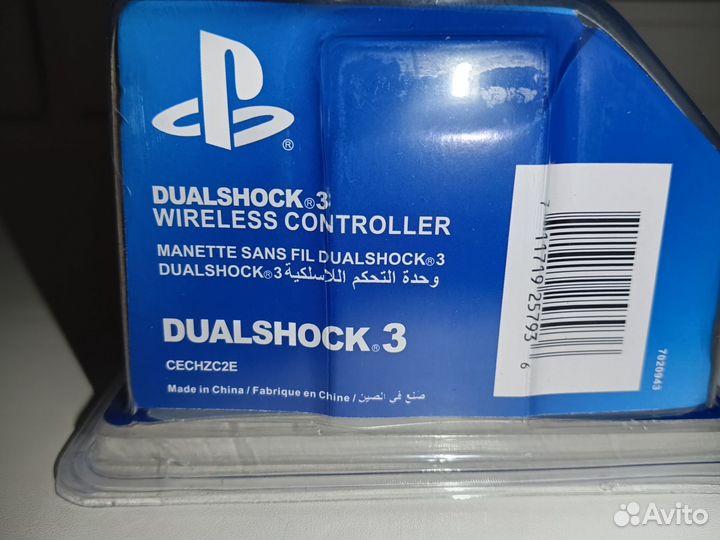 DUALSHOCK®3
WIRELESS CONTROLLER
MANETTE SANS FIL DUALSHOCK®3
وحدة التحكم اللاسلكية DUALSHOCK®3
DUALSHOCK®3
CECHZC2E
Made in China / Fabrique en Chine / صنع في الصين
7 11719 25793 6
7020943
Avito